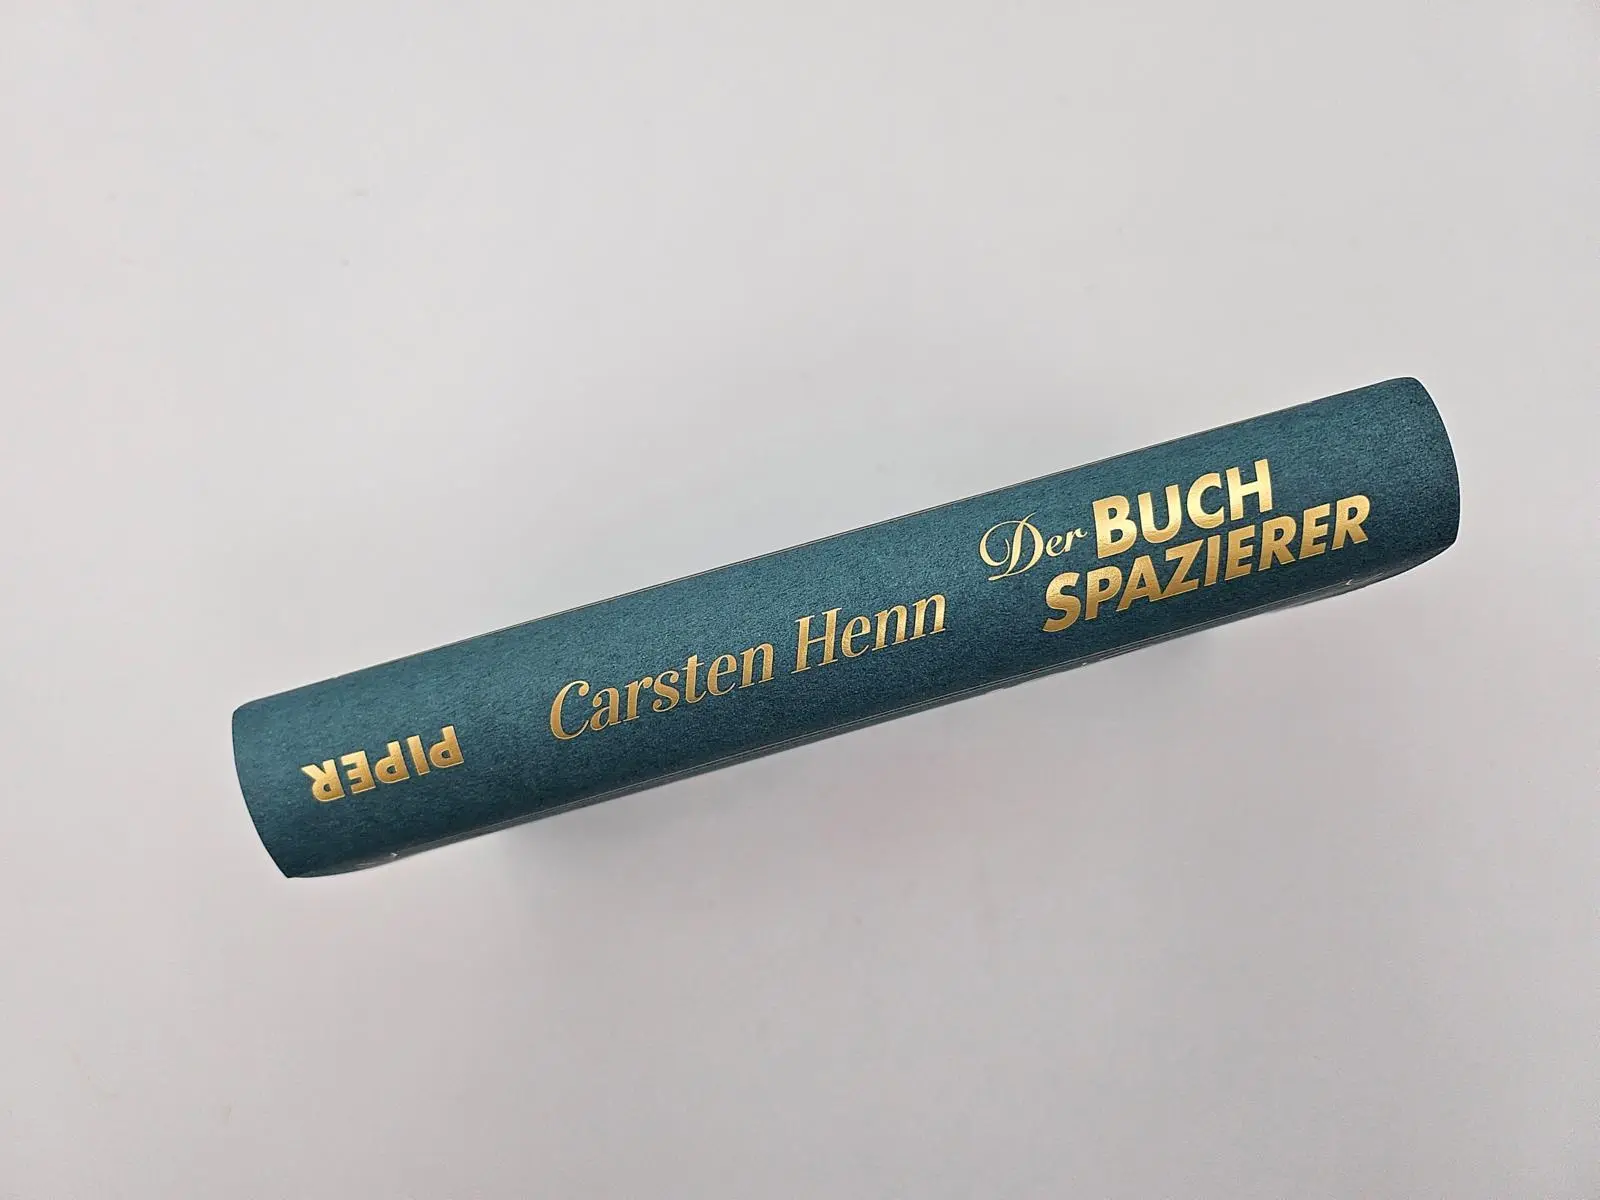 Carsten Henn
Der BUCH
SPAZIERER
PIPER